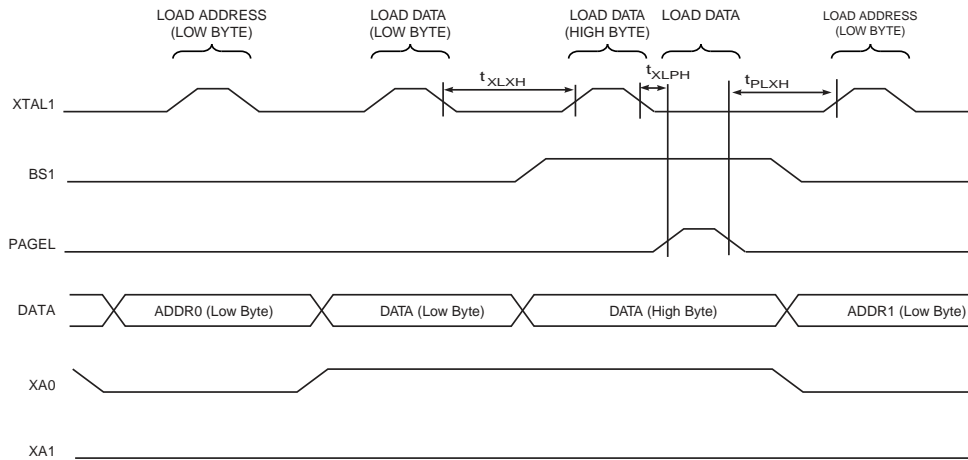 LOAD ADDRESS
(LOW BYTE)
LOAD DATA
(LOW BYTE)
LOAD DATA
(HIGH BYTE)
LOAD DATA
LOAD ADDRESS
(LOW BYTE)
XTAL1
tXLXH
tXLPH
tPLXH
BS1
PAGEL
DATA
ADDR0 (Low Byte)
DATA (Low Byte)
DATA (High Byte)
ADDR1 (Low Byte)
XA0
XA1